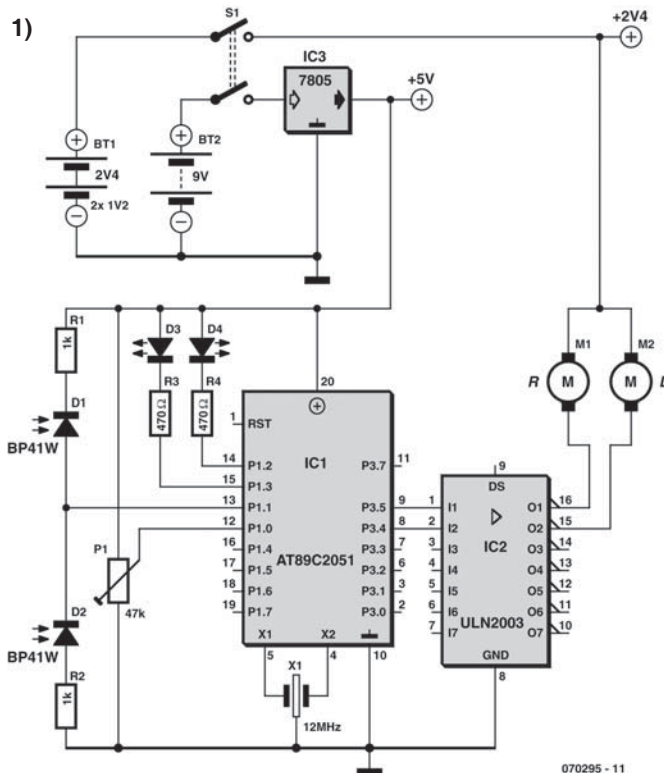 1)
S1
+2V4
IC3
7805
+5V
BT1
2V4
2x 1V2
BT2
9V
R1
1k
D3
D4
R3
470Ω
R4
470Ω
D1
BP41W
D2
BP41W
R2
1k
P1
47k
20
1 RST
IC1
AT89C2051
14 P1.2
15 P1.3
13 P1.1
12 P1.0
16 P1.4
17 P1.5
18 P1.6
19 P1.7
P3.7 11
P3.5 9
P3.4 8
P3.3 7
P3.2 6
P3.1 3
P3.0 2
X1 X2
5 4 10
X1
12MHz
9
DS
IC2
ULN2003
1 I1
2 I2
3 I3
4 I4
5 I5
6 I6
7 I7
O1 16
O2 15
O3 14
O4 13
O5 12
O6 11
O7 10
GND
8
M1
R M
M2
M
070295 - 11